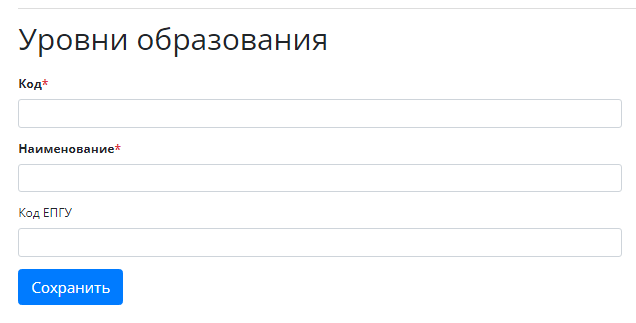 Уровни образования
Код*
Наименование*
Код ЕПГУ
Сохранить